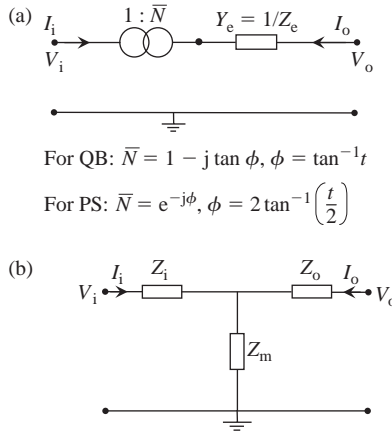 (a)
1 : N̅
Y_e = 1/Z_e
I_i
I_o
V_i
V_o
For QB: N̅ = 1 − j tan ϕ, ϕ = tan⁻¹t
For PS: N̅ = e^{−jϕ}, ϕ = 2 tan⁻¹(t/2)
(b)
I_i
Z_i
Z_o
I_o
V_i
V_o
Z_m